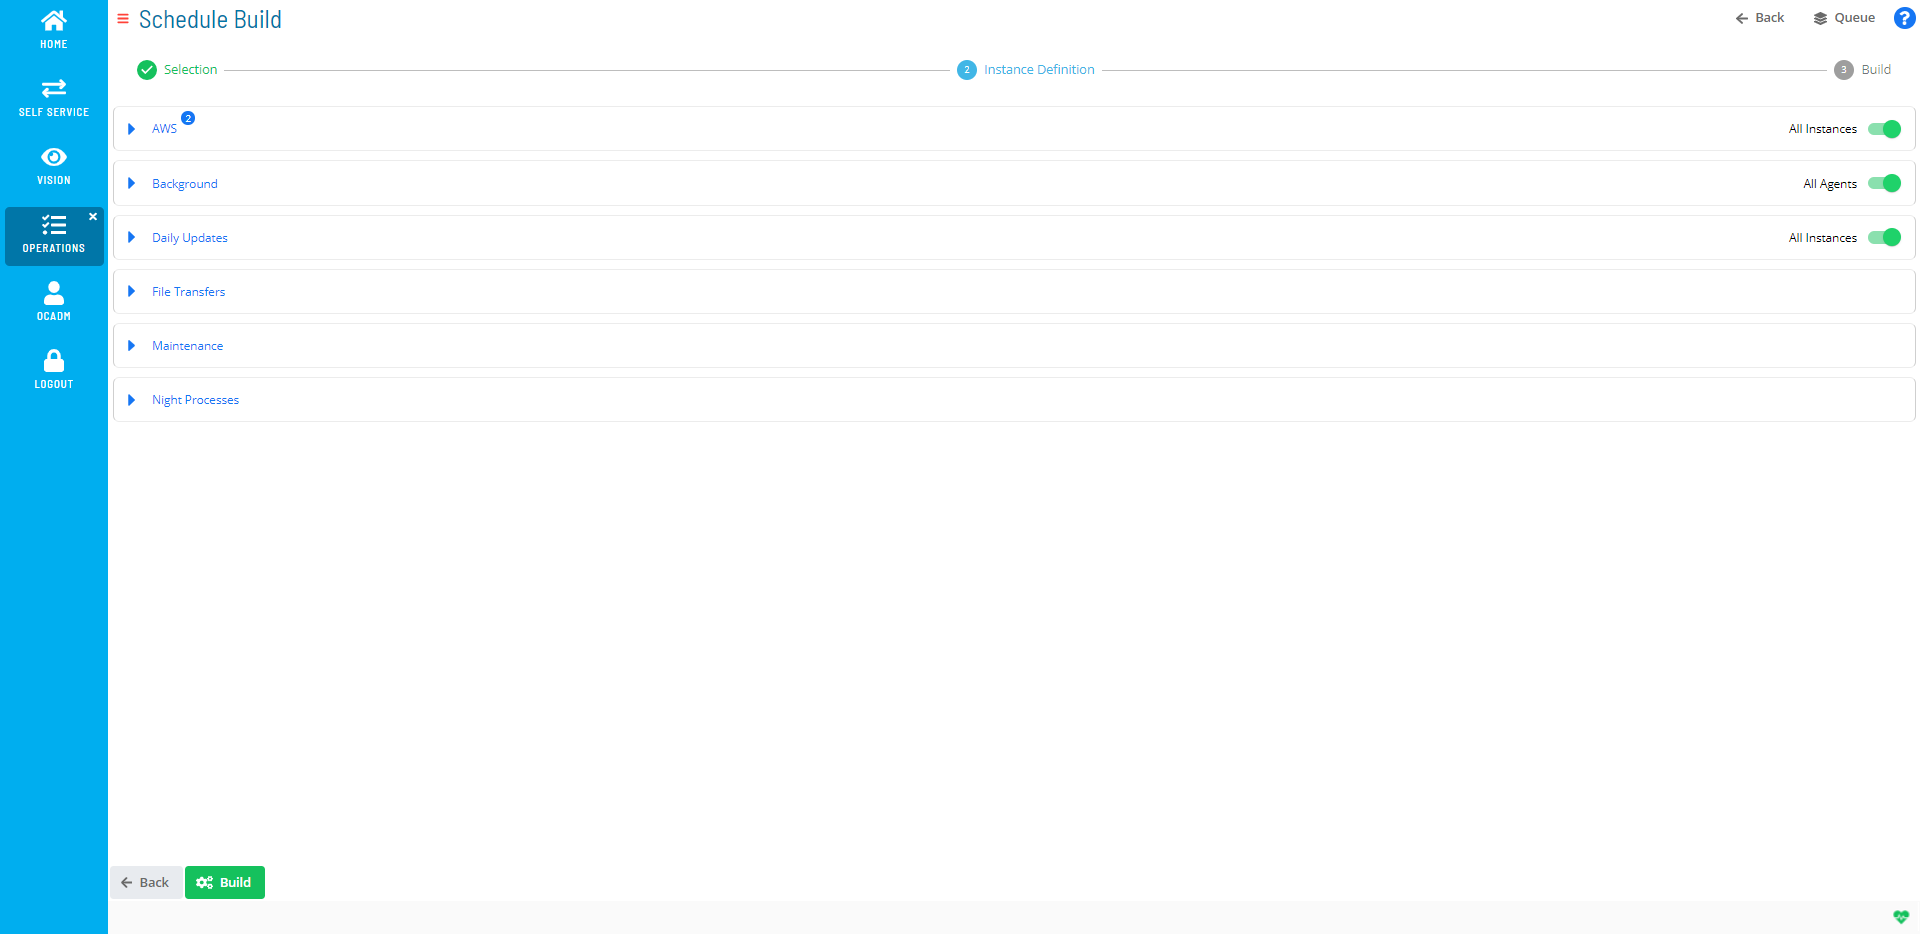 HOME
SELF SERVICE
VISION
OPERATIONS
OCADM
LOGOUT
Schedule Build
Back
Queue
?
Selection
2 Instance Definition
3 Build
AWS 2
All Instances
Background
All Agents
Daily Updates
All Instances
File Transfers
Maintenance
Night Processes
Back
Build